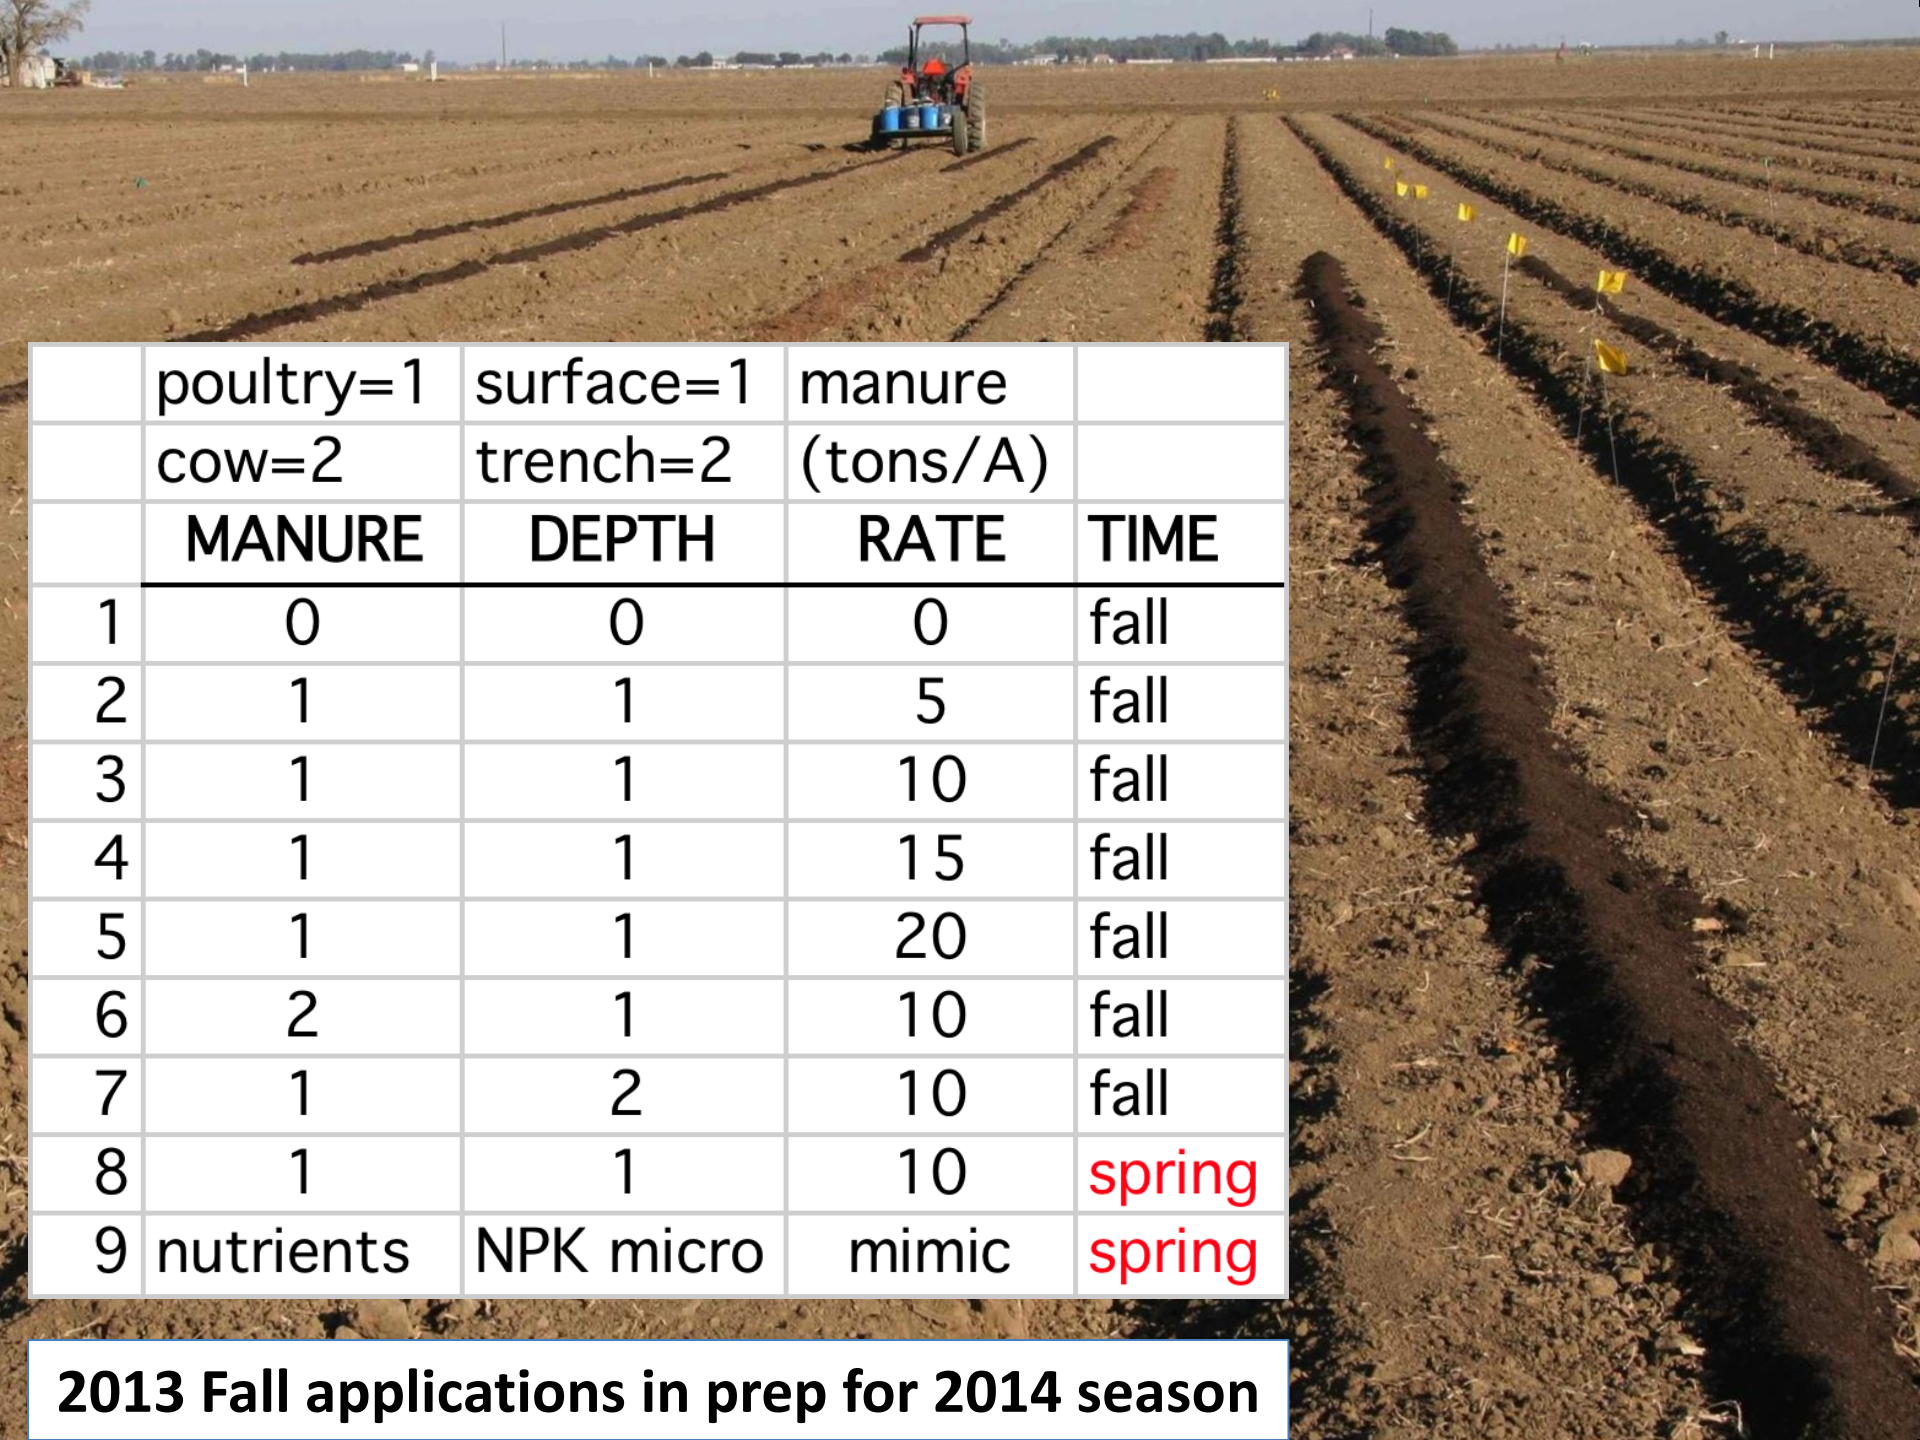 poultry=1 surface=1 manure
cow=2 trench=2 (tons/A)
MANURE DEPTH RATE TIME
1 0 0 0 fall
2 1 1 5 fall
3 1 1 10 fall
4 1 1 15 fall
5 1 1 20 fall
6 2 1 10 fall
7 1 2 10 fall
8 1 1 10 spring
9 nutrients NPK micro mimic spring
2013 Fall applications in prep for 2014 season